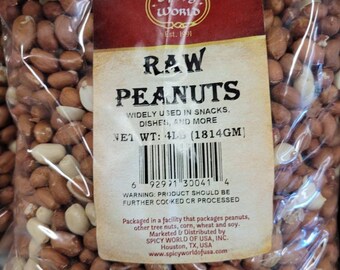 Spicy
WORLD
Est. 1991
RAW
PEANUTS
WIDELY USED IN SNACKS,
DISHES, AND MORE
NET WT: 4LB (1814GM)
6 92991 30041 4
WARNING: PRODUCT SHOULD BE
FURTHER COOKED OR PROCESSED
Packaged in a facility that packages peanuts,
other tree nuts, corn, wheat and soy.
Marketed & Distributed by
SPICY WORLD OF USA, INC.
Houston, TX, USA
www.spicyworldofusa.com